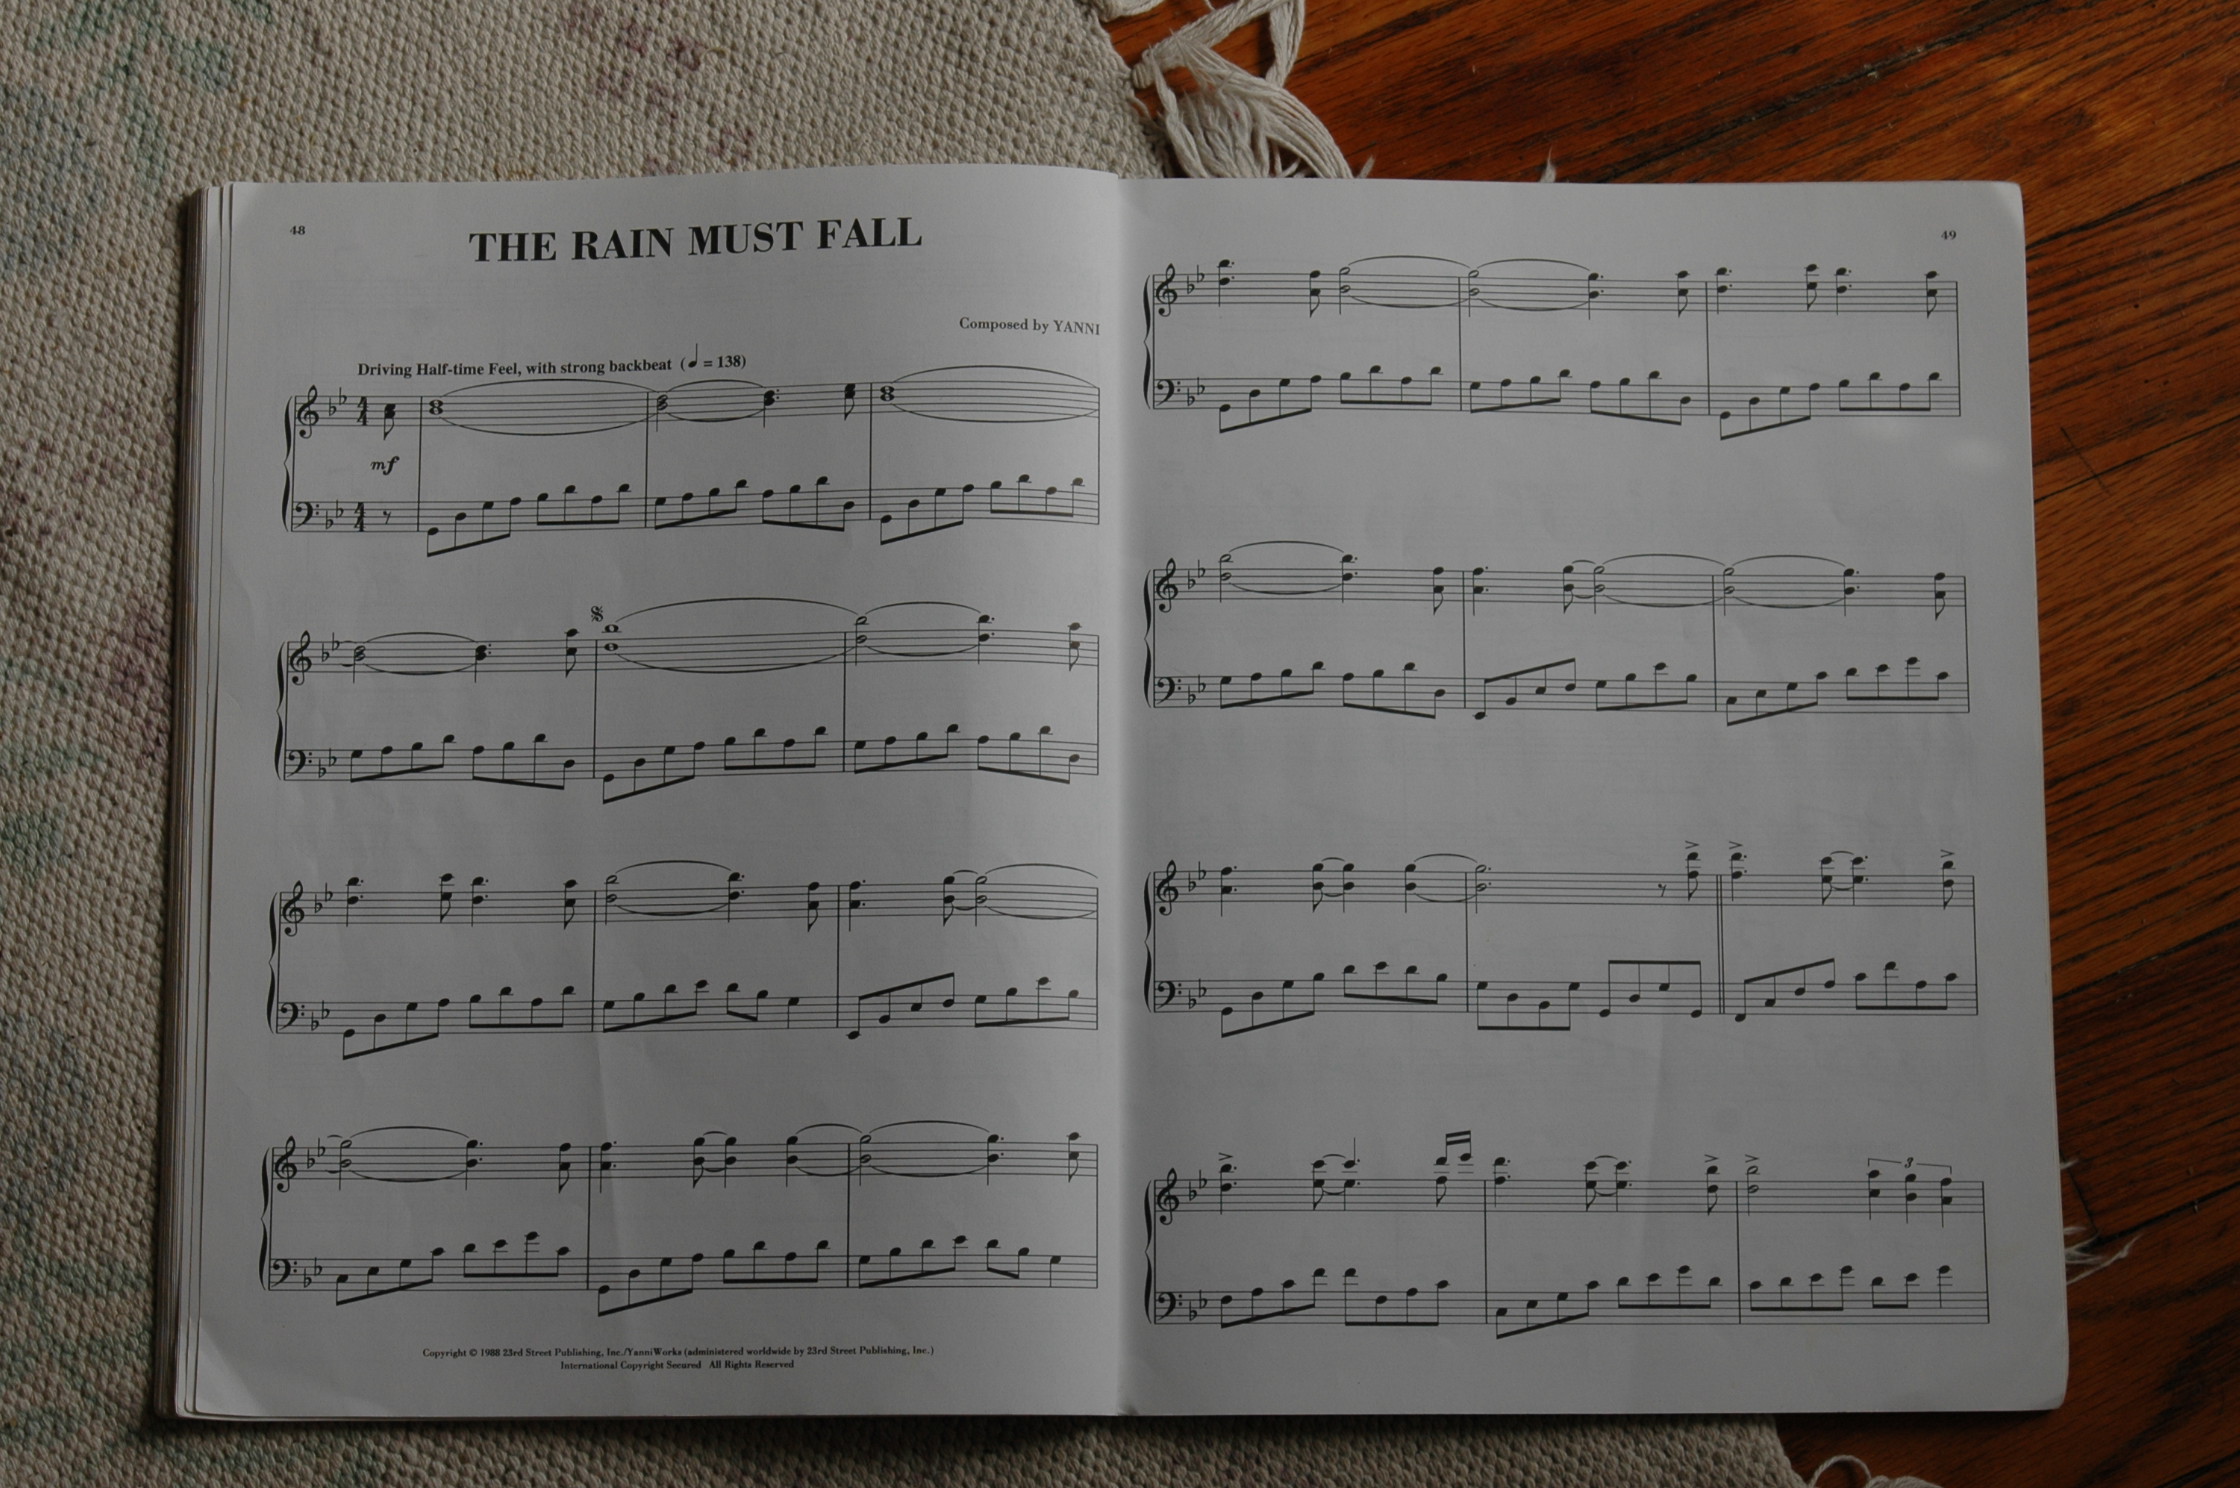 48
THE RAIN MUST FALL
Composed by YANNI
Driving Half-time Feel, with strong backbeat (♩ = 138)
4
4
mf
4
4
Copyright © 1988 23rd Street Publishing, Inc./YanniWorks (administered worldwide by 23rd Street Publishing, Inc.)
International Copyright Secured All Rights Reserved
49
3